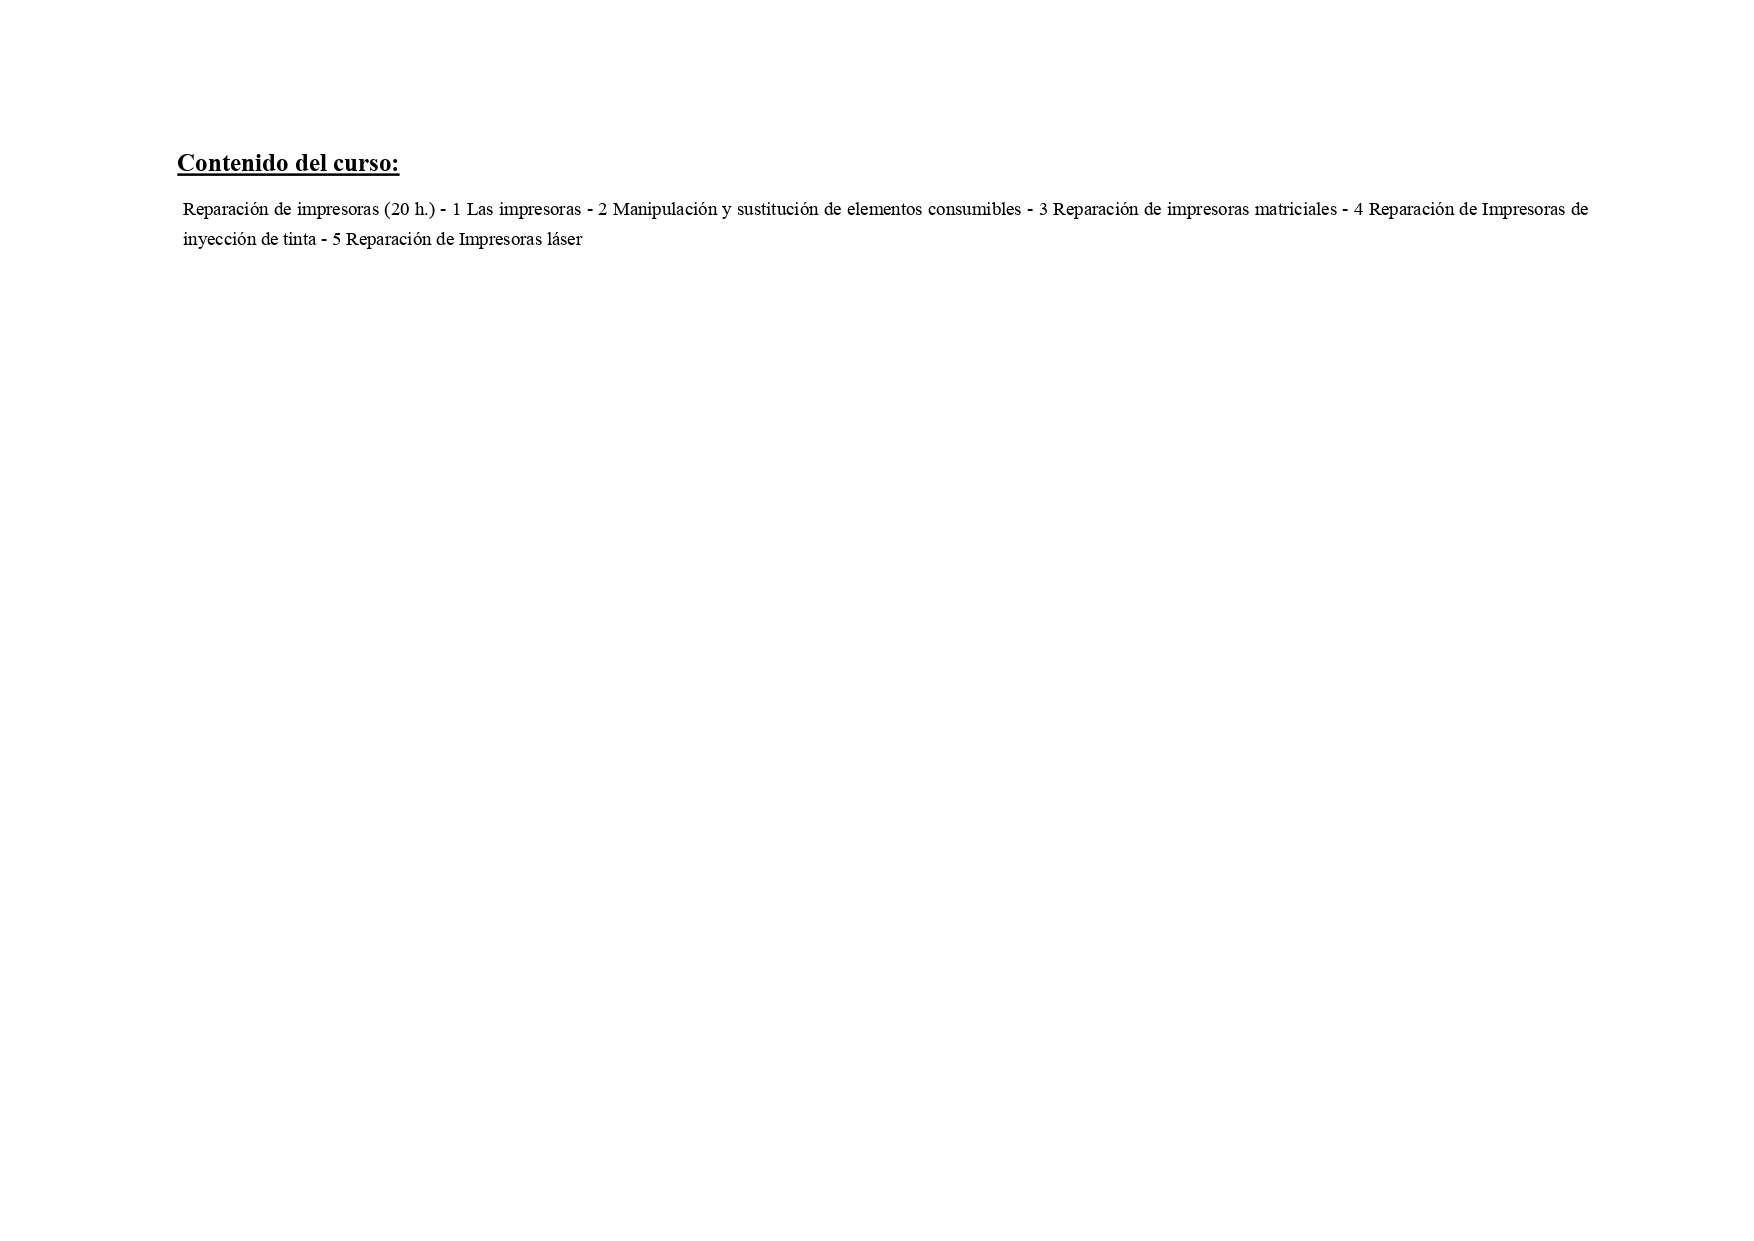 Contenido del curso:
Reparación de impresoras (20 h.) - 1 Las impresoras - 2 Manipulación y sustitución de elementos consumibles - 3 Reparación de impresoras matriciales - 4 Reparación de Impresoras de
inyección de tinta - 5 Reparación de Impresoras láser